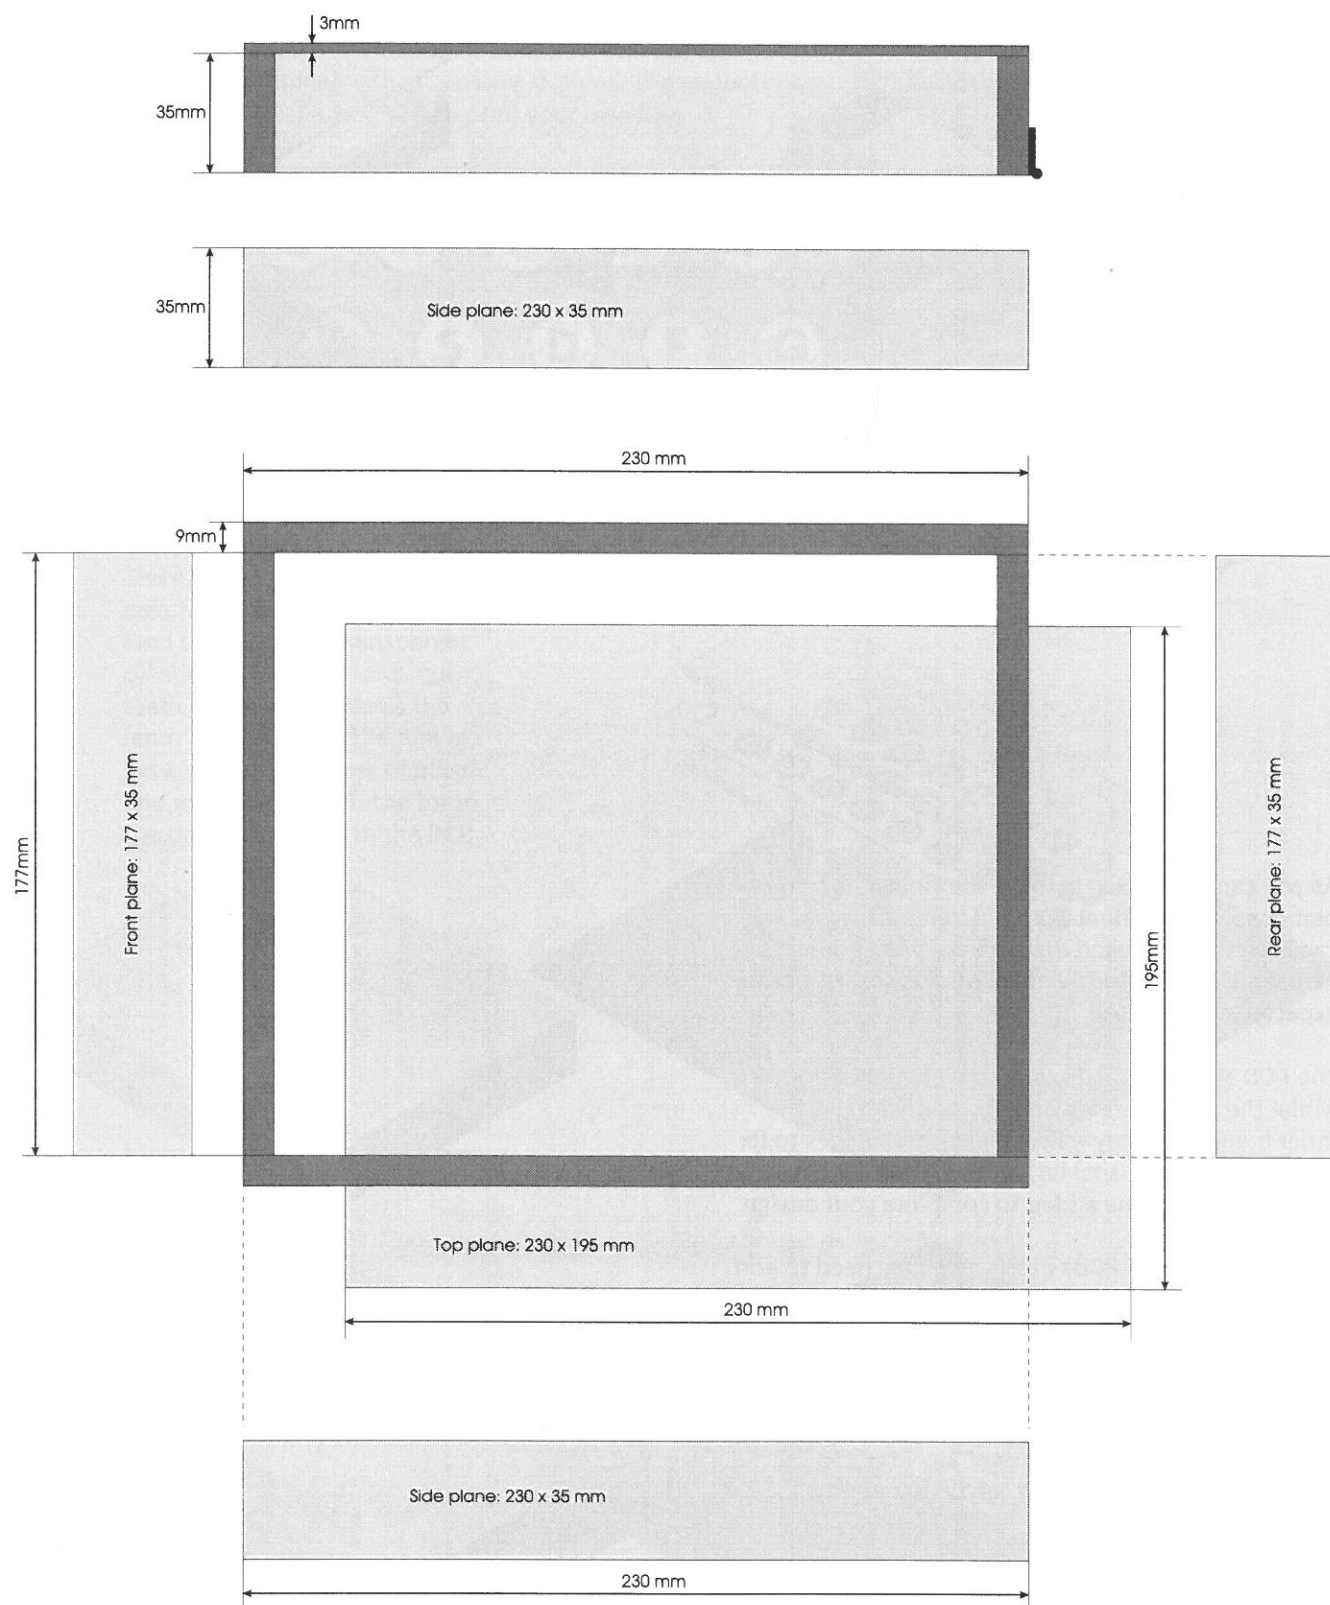 3mm
35mm
35mm
Side plane: 230 x 35 mm
230 mm
9mm
177mm
Front plane: 177 x 35 mm
Rear plane: 177 x 35 mm
195mm
Top plane: 230 x 195 mm
230 mm
Side plane: 230 x 35 mm
230 mm